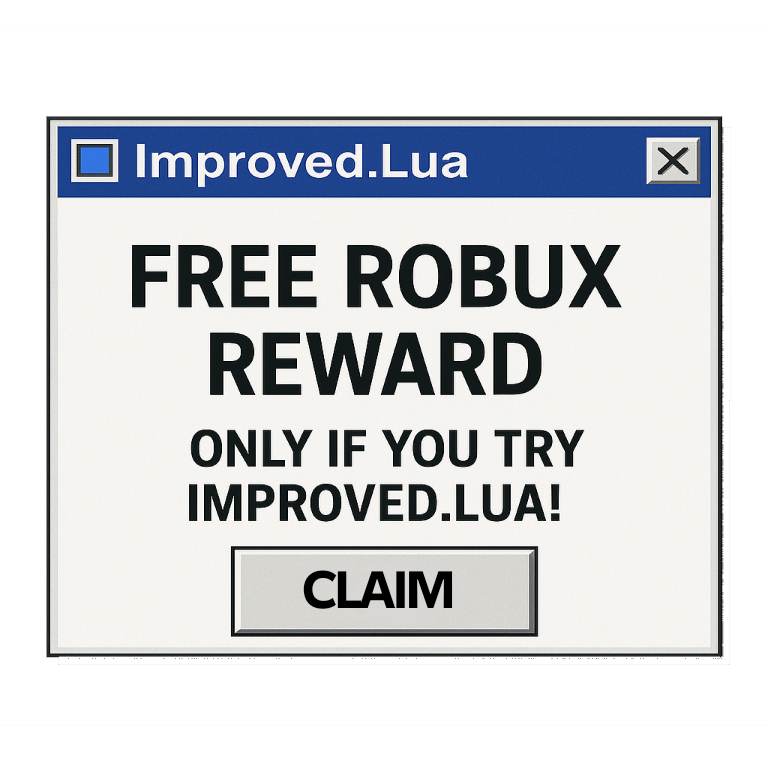 Improved.Lua
FREE ROBUX
REWARD
ONLY IF YOU TRY
IMPROVED.LUA!
CLAIM